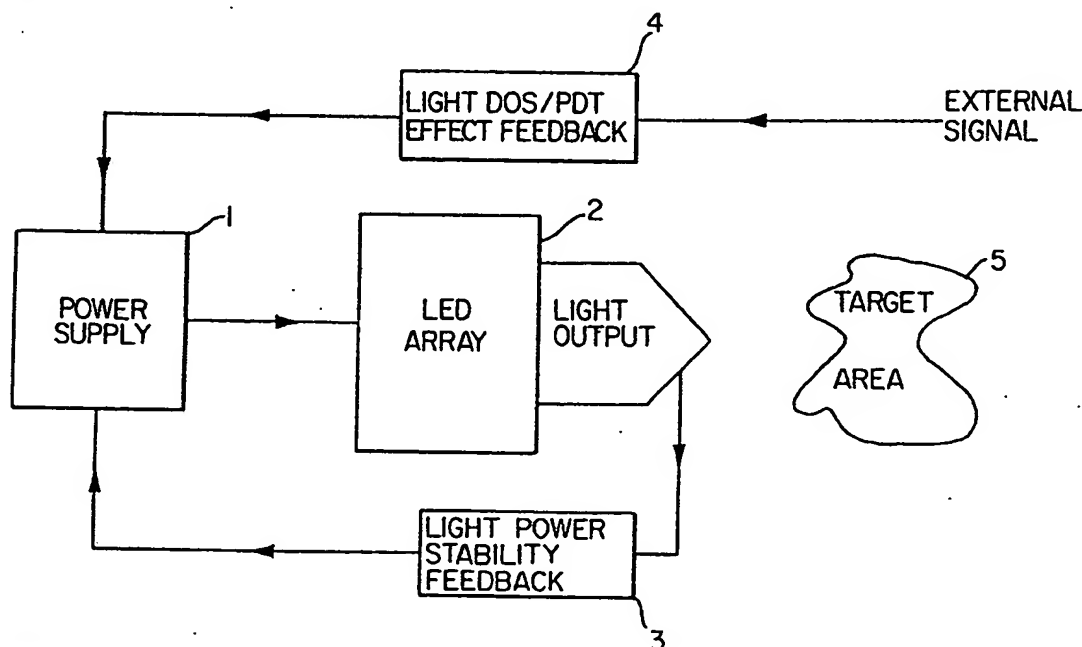 4
LIGHT DOS/PDT
EFFECT FEEDBACK
EXTERNAL
SIGNAL
1
POWER
SUPPLY
2
LED
ARRAY
LIGHT
OUTPUT
5
TARGET
AREA
LIGHT POWER
STABILITY
FEEDBACK
3